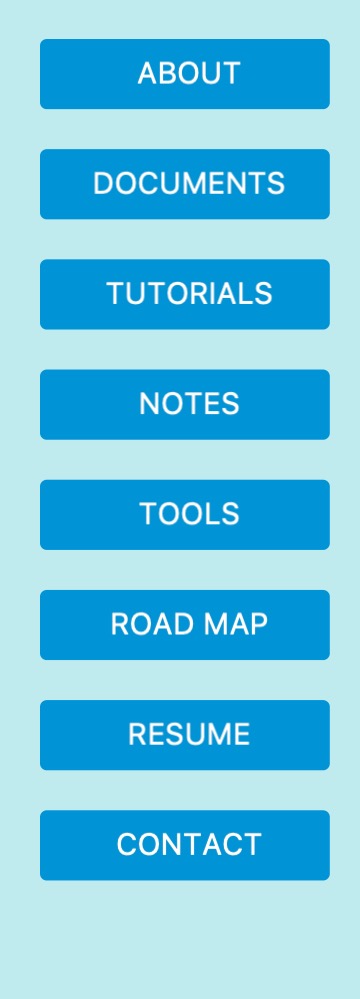 ABOUT
DOCUMENTS
TUTORIALS
NOTES
TOOLS
ROAD MAP
RESUME
CONTACT